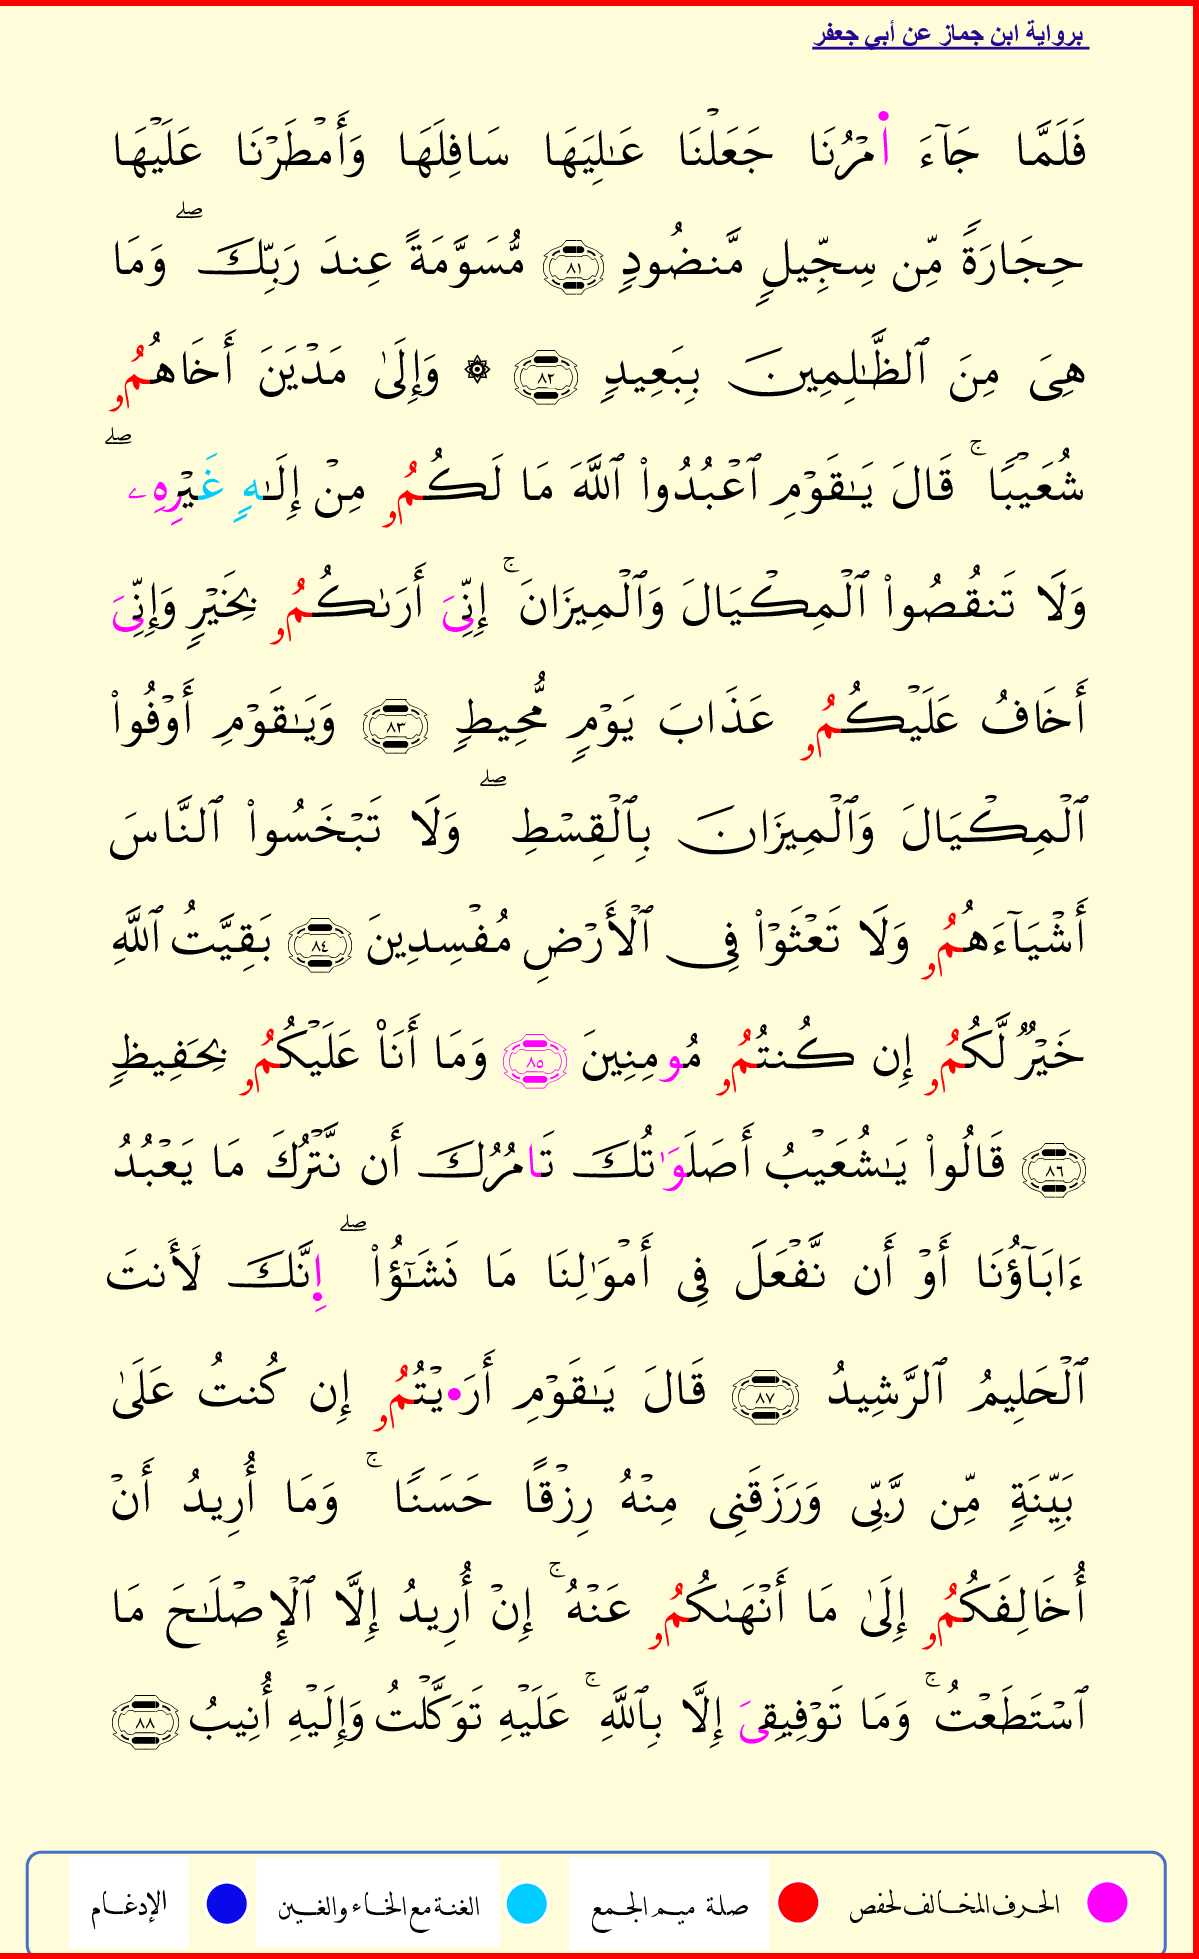 برواية ابن جماز عن أبي جعفر
فَلَمَّا جَآءَ ا۬مۡرُنَا جَعَلۡنَا عَٰلِيَهَا سَافِلَهَا وَأَمۡطَرۡنَا عَلَيۡهَا
حِجَارَةٗ مِّن سِجِّيلٖ مَّنضُودٖ ٨١ مُّسَوَّمَةً عِندَ رَبِّكَۖ وَمَا
هِيَ مِنَ ٱلظَّٰلِمِينَ بِبَعِيدٖ ٨٢ ۞ وَإِلَىٰ مَدۡيَنَ أَخَاهُمُۥ
شُعَيۡبٗاۚ قَالَ يَٰقَوۡمِ ٱعۡبُدُواْ ٱللَّهَ مَا لَكُمُۥ مِنۡ إِلَٰهٍ غَيۡرِهِۦۖ
وَلَا تَنقُصُواْ ٱلۡمِكۡيَالَ وَٱلۡمِيزَانَۚ إِنِّيَ أَرَىٰكُمُۥ بِخَيۡرٖ وَإِنِّيَ
أَخَافُ عَلَيۡكُمُۥ عَذَابَ يَوۡمٖ مُّحِيطٖ ٨٣ وَيَٰقَوۡمِ أَوۡفُواْ
ٱلۡمِكۡيَالَ وَٱلۡمِيزَانَ بِٱلۡقِسۡطِۖ وَلَا تَبۡخَسُواْ ٱلنَّاسَ
أَشۡيَآءَهُمُۥ وَلَا تَعۡثَوۡاْ فِي ٱلۡأَرۡضِ مُفۡسِدِينَ ٨٤ بَقِيَّتُ ٱللَّهِ
خَيۡرٞ لَّكُمُۥ إِن كُنتُمُۥ مُومِنِينَ ٨٥ وَمَا أَنَا۠ عَلَيۡكُمُۥ بِحَفِيظٖ
٨٦ قَالُواْ يَٰشُعَيۡبُ أَصَلَوَٰتُكَ تَامُرُكَ أَن نَّتۡرُكَ مَا يَعۡبُدُ
ءَابَآؤُنَا أَوۡ أَن نَّفۡعَلَ فِي أَمۡوَٰلِنَا مَا نَشَٰٓؤُاْۖ اِ۪نَّكَ لَأَنتَ
ٱلۡحَلِيمُ ٱلرَّشِيدُ ٨٧ قَالَ يَٰقَوۡمِ أَرَ•يۡتُمُۥ إِن كُنتُ عَلَىٰ
بَيِّنَةٖ مِّن رَّبِّي وَرَزَقَنِي مِنۡهُ رِزۡقًا حَسَنٗاۚ وَمَا أُرِيدُ أَنۡ
أُخَالِفَكُمُۥ إِلَىٰ مَا أَنۡهَىٰكُمُۥ عَنۡهُۚ إِنۡ أُرِيدُ إِلَّا ٱلۡإِصۡلَٰحَ مَا
ٱسۡتَطَعۡتُۚ وَمَا تَوۡفِيقِيَ إِلَّا بِٱللَّهِۚ عَلَيۡهِ تَوَكَّلۡتُ وَإِلَيۡهِ أُنِيبُ ٨٨
الحرف المخالف لحفص صلة ميم الجمع الغنة مع الخاء والغين الإدغام